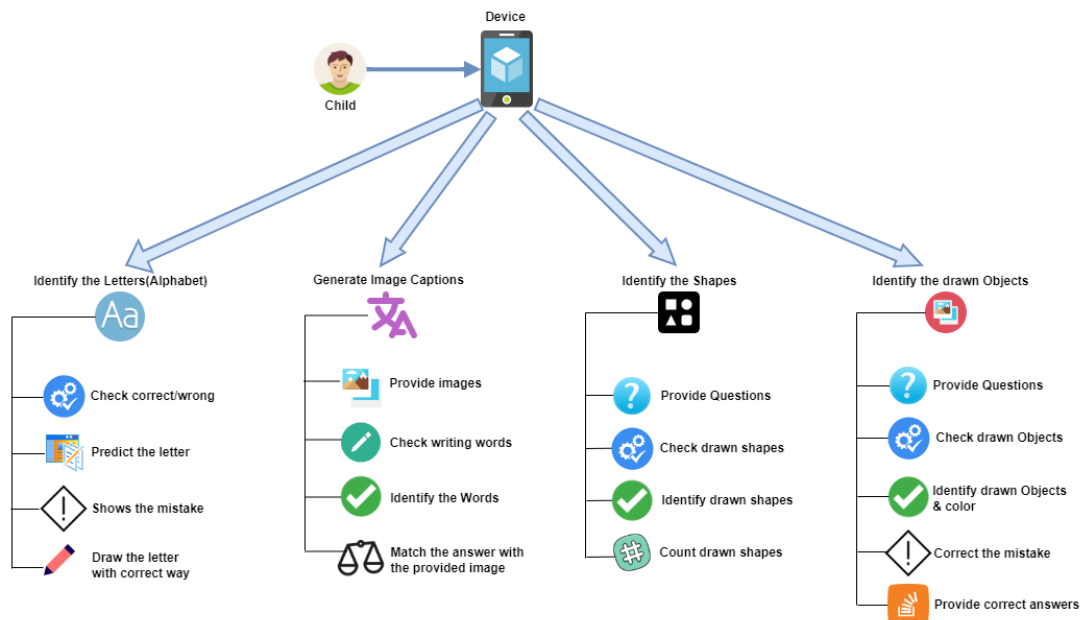 Device
Child
Identify the Letters(Alphabet)
Aa
Check correct/wrong
Predict the letter
Shows the mistake
Draw the letter
with correct way
Generate Image Captions
文A
Provide images
Check writing words
Identify the Words
Match the answer with
the provided image
Identify the Shapes
?
Provide Questions
Check drawn shapes
Identify drawn shapes
#
Count drawn shapes
Identify the drawn Objects
?
Provide Questions
Check drawn Objects
Identify drawn Objects
& color
!
Correct the mistake
Provide correct answers